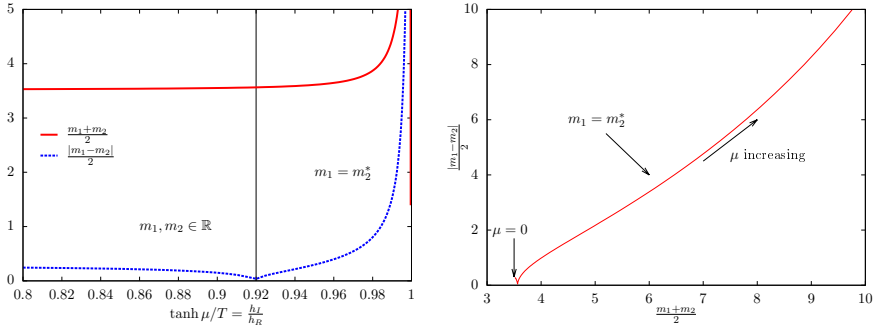 5
4
3
2
1
0
0.8 0.82 0.84 0.86 0.88 0.9 0.92 0.94 0.96 0.98 1
tanh μ/T = h_I/h_R
(m₁+m₂)/2
|m₁−m₂|/2
m₁ = m₂*
m₁, m₂ ∈ ℝ
10
8
6
4
2
0
3 4 5 6 7 8 9 10
(m₁+m₂)/2
|m₁−m₂|/2
m₁ = m₂*
μ increasing
μ = 0